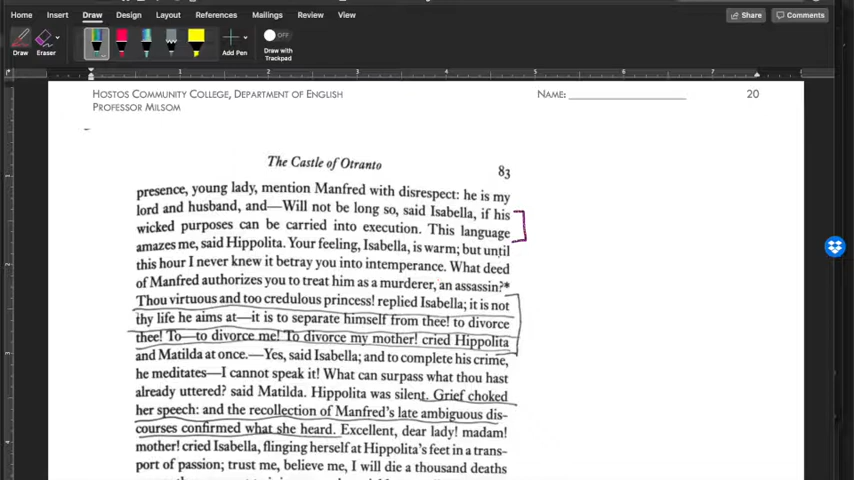 Home Insert Draw Design Layout References Mailings Review View
Share Comments
Draw Eraser Add Pen OFF Draw with
Trackpad
1 2 3 4 5 6 7
HOSTOS COMMUNITY COLLEGE, DEPARTMENT OF ENGLISH NAME: 20
PROFESSOR MILSOM
The Castle of Otranto 83
presence, young lady, mention Manfred with disrespect: he is my
lord and husband, and—Will not be long so, said Isabella, if his
wicked purposes can be carried into execution. This language
amazes me, said Hippolita. Your feeling, Isabella, is warm; but until
this hour I never knew it betray you into intemperance. What deed
of Manfred authorizes you to treat him as a murderer, an assassin?*
Thou virtuous and too credulous princess! replied Isabella; it is not
thy life he aims at—it is to separate himself from thee! to divorce
thee! To—to divorce me! To divorce my mother! cried Hippolita
and Matilda at once.—Yes, said Isabella; and to complete his crime,
he meditates—I cannot speak it! What can surpass what thou hast
already uttered? said Matilda. Hippolita was silent. Grief choked
her speech: and the recollection of Manfred's late ambiguous dis-
courses confirmed what she heard. Excellent, dear lady! madam!
mother! cried Isabella, flinging herself at Hippolita's feet in a trans-
port of passion; trust me, believe me, I will die a thousand deaths